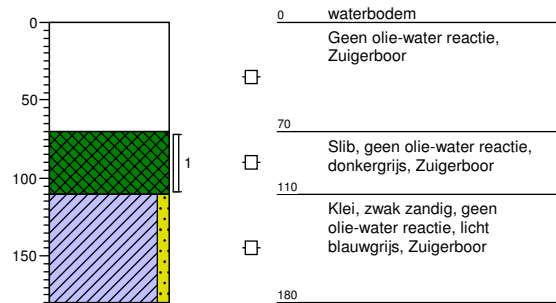 0
50
100
150
1
0 waterbodem
Geen olie-water reactie,
Zuigerboor
70
Slib, geen olie-water reactie,
donkergrijs, Zuigerboor
110
Klei, zwak zandig, geen
olie-water reactie, licht
blauwgrijs, Zuigerboor
180